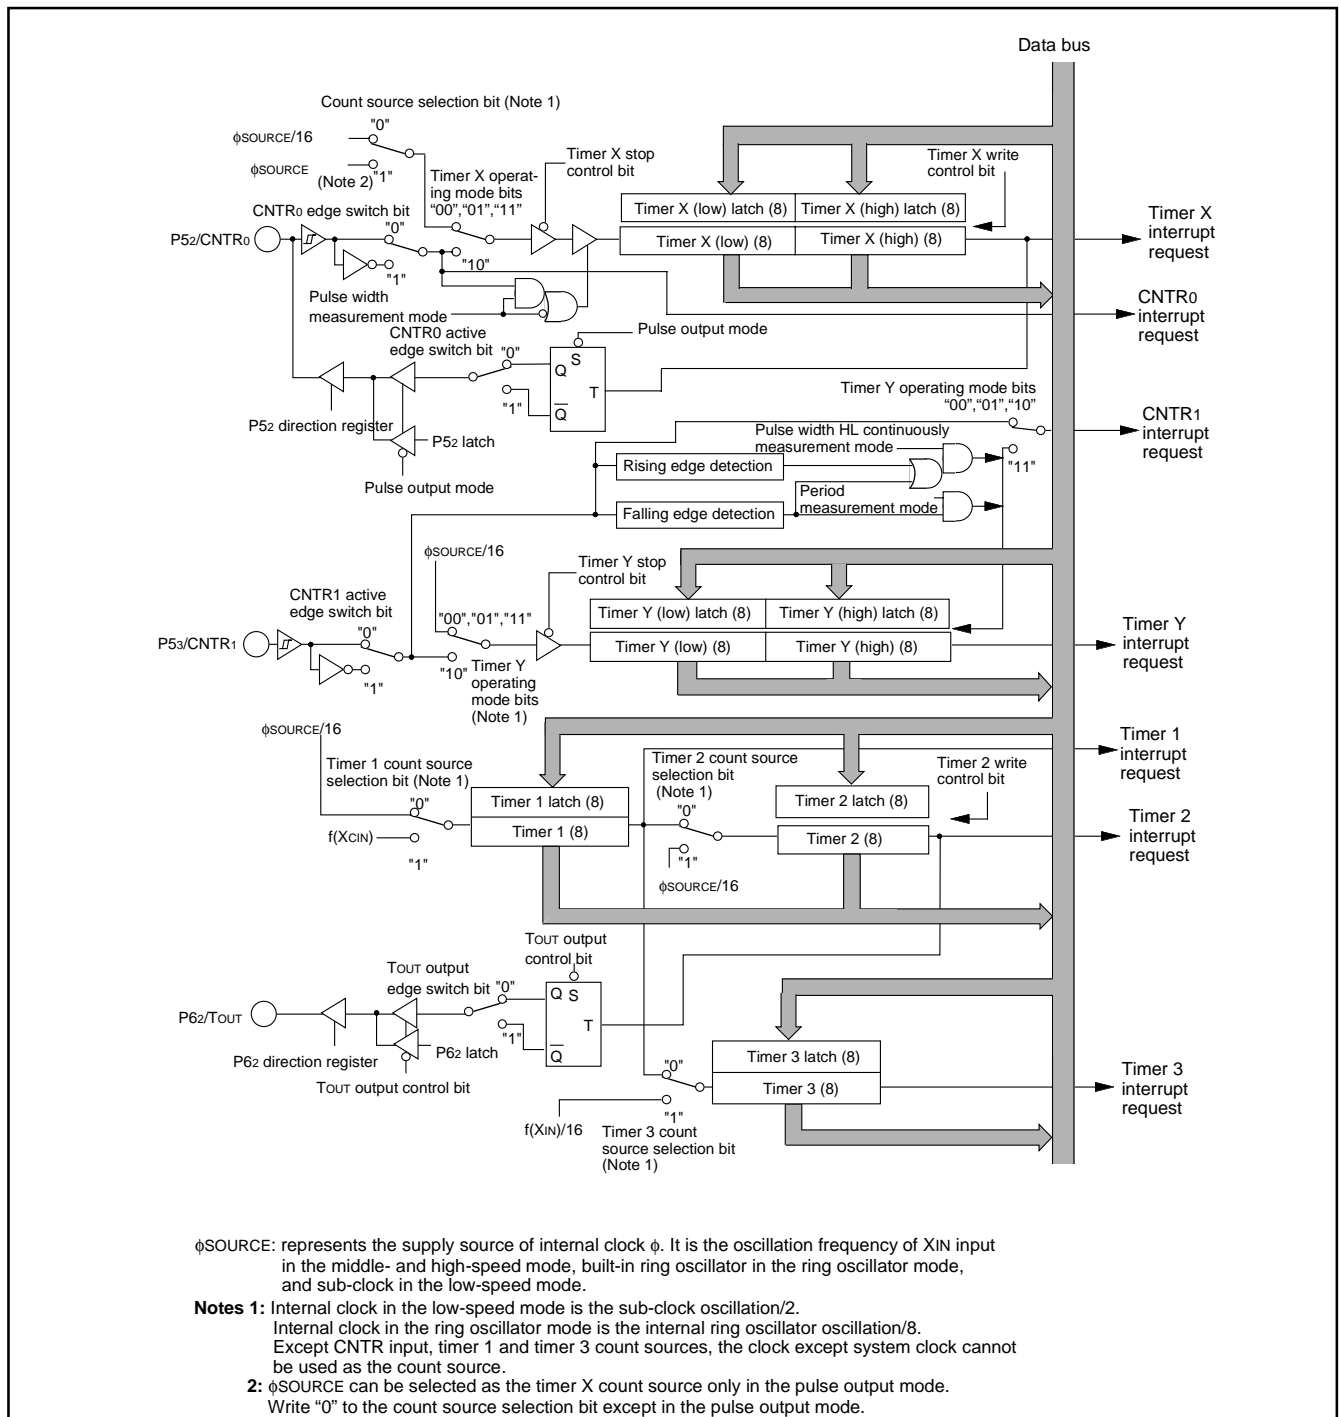 Data bus
Count source selection bit (Note 1)
"0"
φSOURCE/16
φSOURCE
(Note 2)
"1"
Timer X operat-
ing mode bits
“00”,“01”,“11”
Timer X stop
control bit
Timer X write
control bit
Timer X (low) latch (8)
Timer X (high) latch (8)
Timer X (low) (8)
Timer X (high) (8)
Timer X
interrupt
request
CNTR0 edge switch bit
"0"
P52/CNTR0
"1"
"10"
Pulse width
measurement mode
CNTR0
interrupt
request
CNTR0 active
edge switch bit
"0"
"1"
Pulse output mode
Q
S
T
Q
P52 direction register
P52 latch
Pulse output mode
Timer Y operating mode bits
“00”,“01”,“10”
"11"
CNTR1
interrupt
request
Pulse width HL continuously
measurement mode
Rising edge detection
Period
measurement mode
Falling edge detection
φSOURCE/16
Timer Y stop
control bit
CNTR1 active
edge switch bit
"0"
"00","01","11"
Timer Y (low) latch (8)
Timer Y (high) latch (8)
P53/CNTR1
Timer Y (low) (8)
Timer Y (high) (8)
Timer Y
interrupt
request
"1"
"10"
Timer Y
operating
mode bits
(Note 1)
φSOURCE/16
Timer 1 count source
selection bit (Note 1)
"0"
f(XCIN)
"1"
Timer 1 latch (8)
Timer 1 (8)
Timer 2 count source
selection bit
(Note 1)
"0"
"1"
φSOURCE/16
Timer 2 write
control bit
Timer 2 latch (8)
Timer 2 (8)
Timer 1
interrupt
request
Timer 2
interrupt
request
TOUT output
control bit
TOUT output
edge switch bit
"0"
"1"
Q
S
T
Q
P62/TOUT
P62 direction register
P62 latch
TOUT output control bit
"0"
"1"
f(XIN)/16
Timer 3 count
source selection bit
(Note 1)
Timer 3 latch (8)
Timer 3 (8)
Timer 3
interrupt
request
φSOURCE: represents the supply source of internal clock φ. It is the oscillation frequency of XIN input
in the middle- and high-speed mode, built-in ring oscillator in the ring oscillator mode,
and sub-clock in the low-speed mode.
Notes 1: Internal clock in the low-speed mode is the sub-clock oscillation/2.
Internal clock in the ring oscillator mode is the internal ring oscillator oscillation/8.
Except CNTR input, timer 1 and timer 3 count sources, the clock except system clock cannot
be used as the count source.
2: φSOURCE can be selected as the timer X count source only in the pulse output mode.
Write “0” to the count source selection bit except in the pulse output mode.